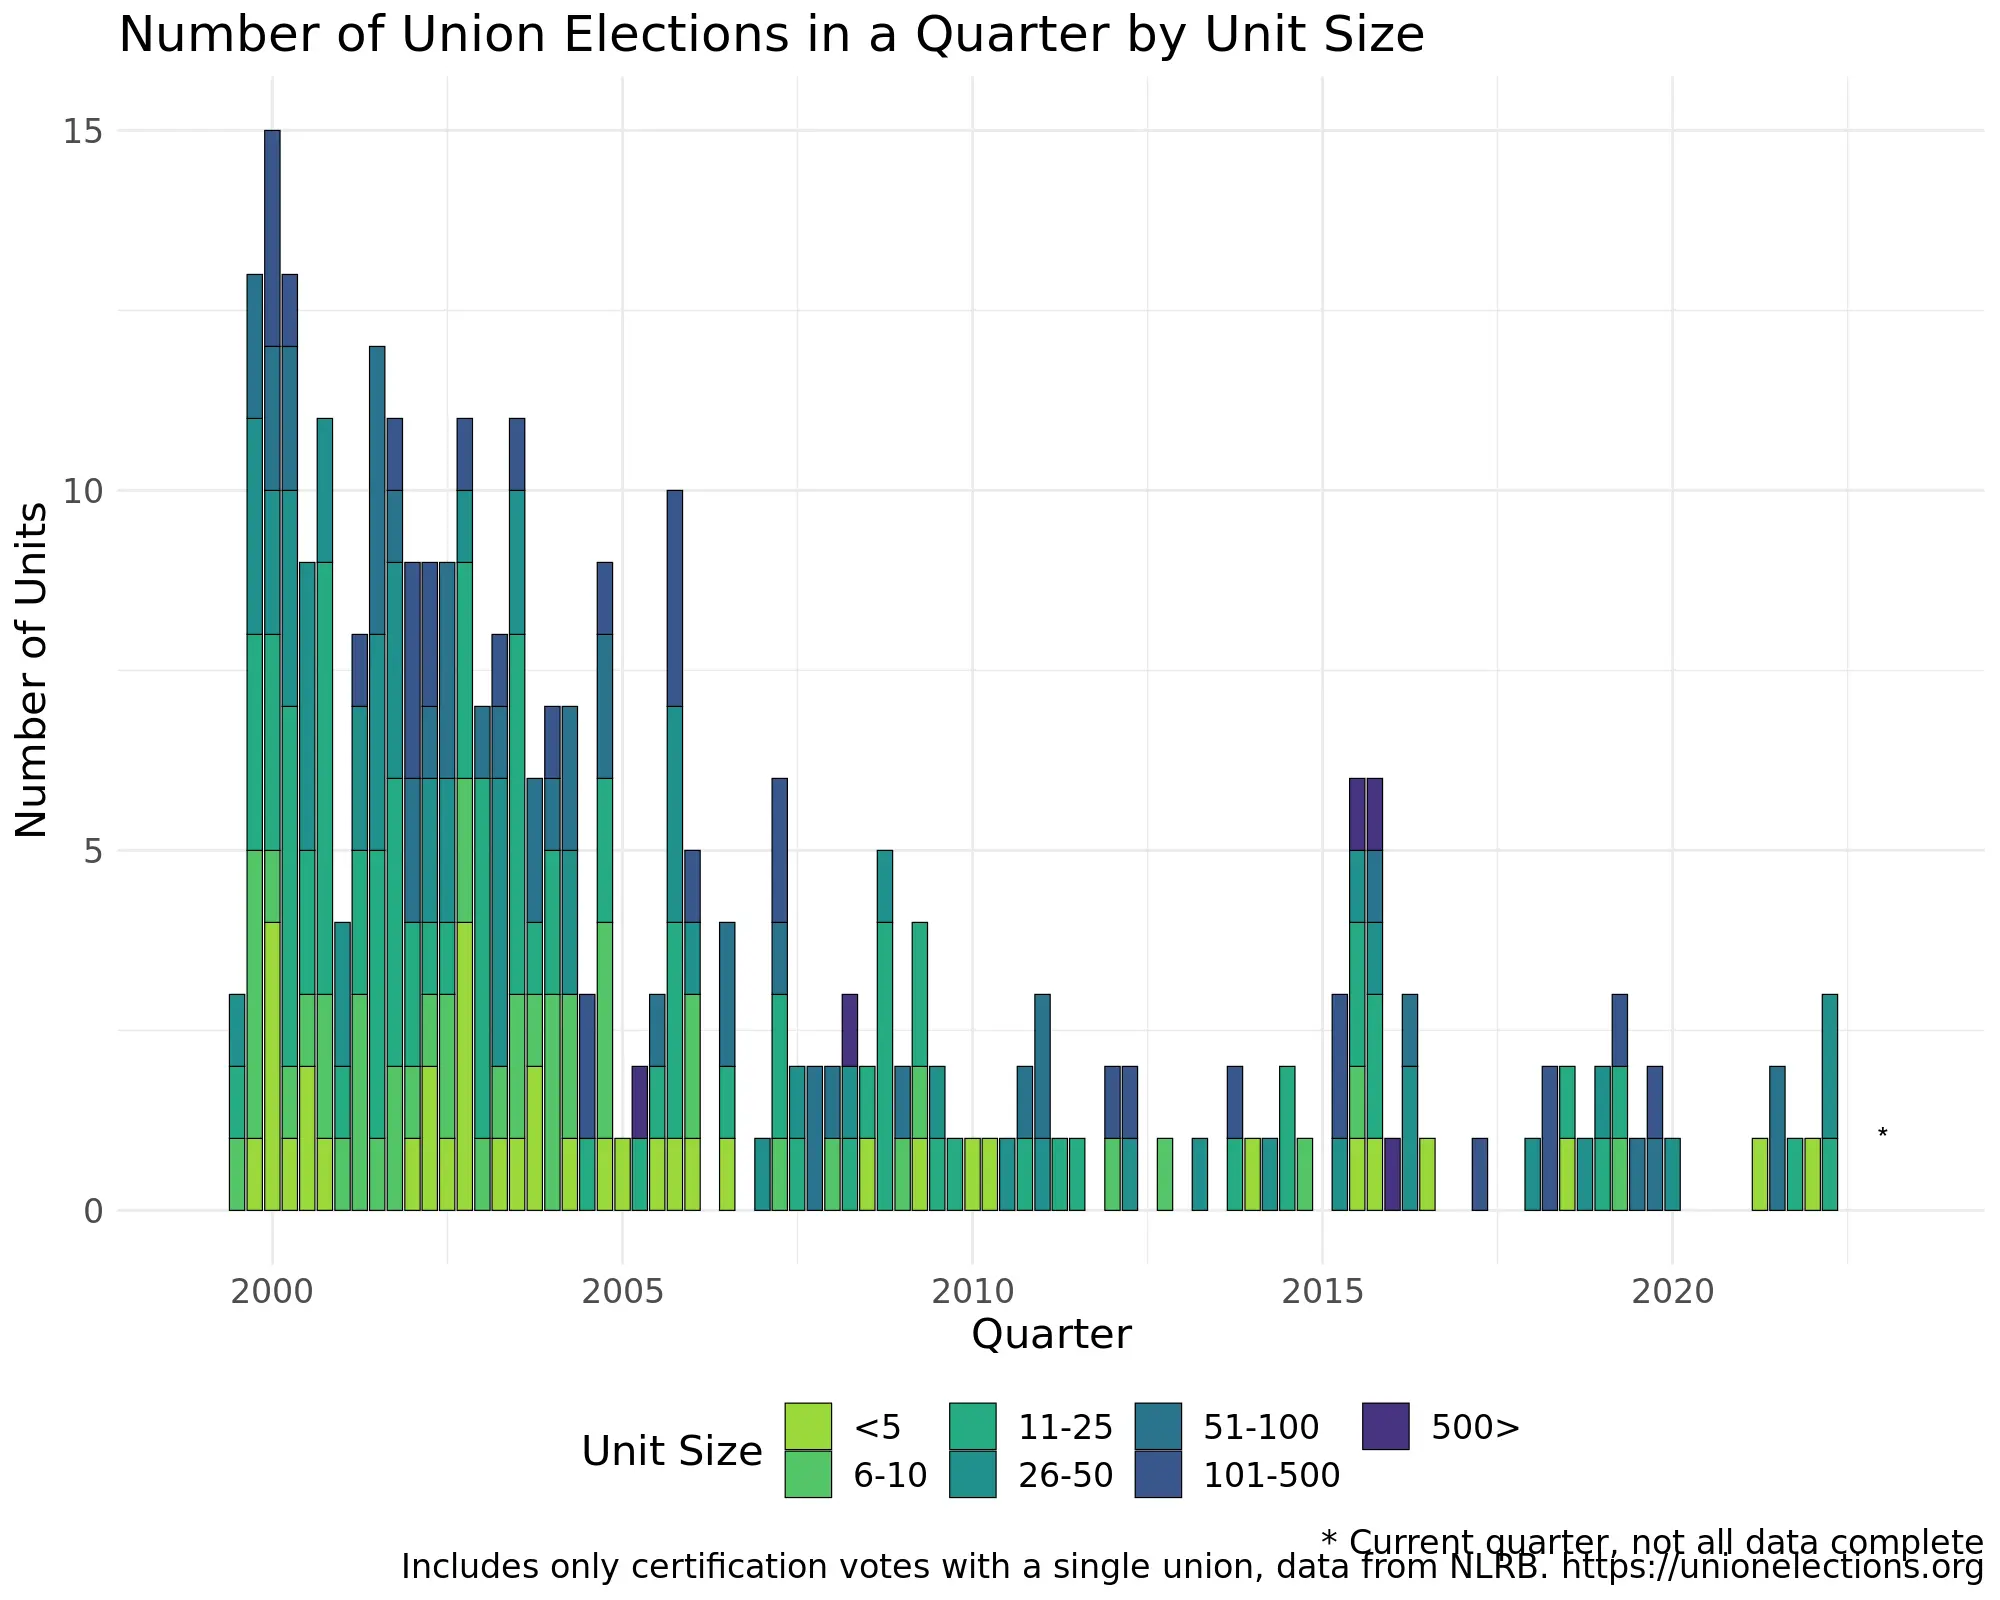 Number of Union Elections in a Quarter by Unit Size
Number of Units
15
10
5
0
*
2000 2005 2010 2015 2020
Quarter
Unit Size
<5 11-25 51-100 500>
6-10 26-50 101-500
* Current quarter, not all data complete
Includes only certification votes with a single union, data from NLRB. https://unionelections.org